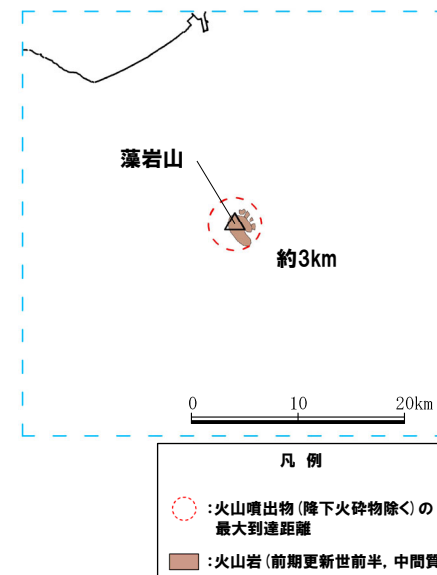 藻岩山
約3km
0 10 20km
凡 例
:火山噴出物(降下火砕物除く)の
最大到達距離
:火山岩(前期更新世前半, 中間質